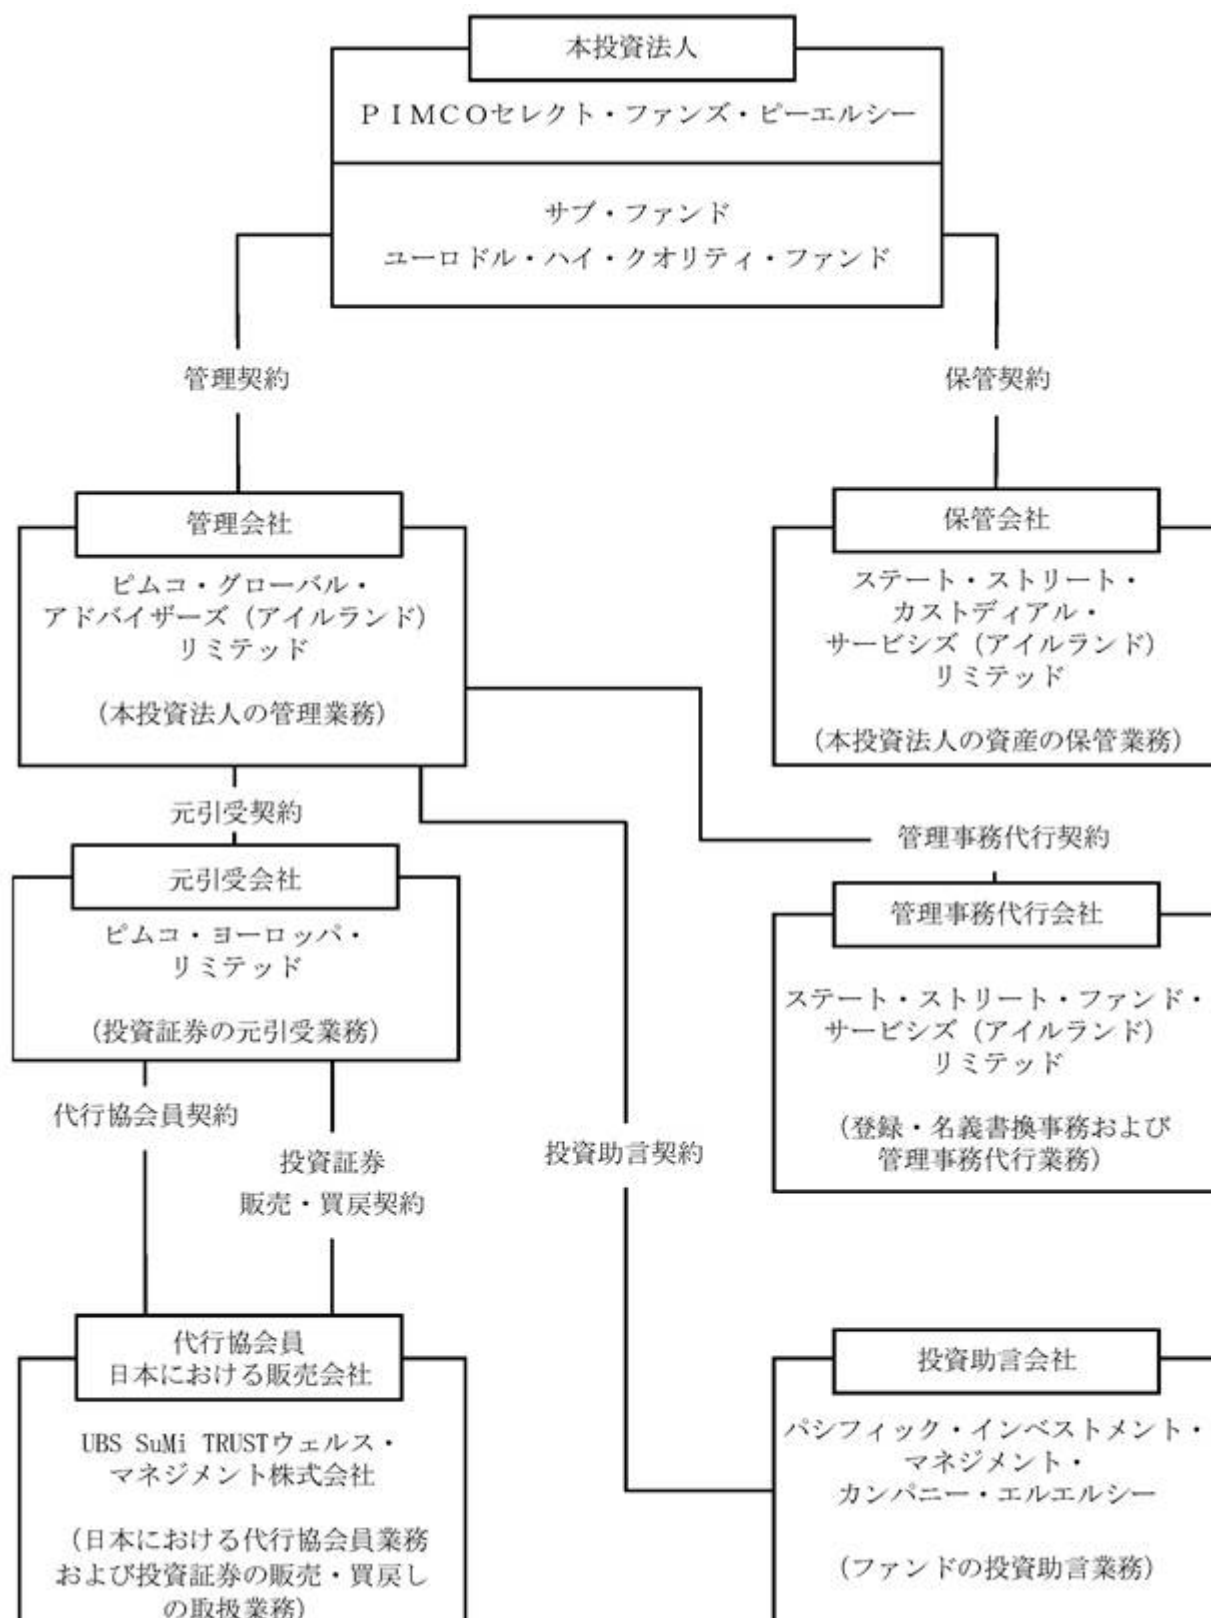 本投資法人
ＰＩＭＣＯセレクト・ファンズ・ピーエルシー
サブ・ファンド
ユーロドル・ハイ・クオリティ・ファンド
管理契約
保管契約
管理会社
ピムコ・グローバル・
アドバイザーズ（アイルランド）
リミテッド
（本投資法人の管理業務）
保管会社
ステート・ストリート・
カストディアル・
サービシズ（アイルランド）
リミテッド
（本投資法人の資産の保管業務）
元引受契約
管理事務代行契約
元引受会社
ピムコ・ヨーロッパ・
リミテッド
（投資証券の元引受業務）
管理事務代行会社
ステート・ストリート・ファンド・
サービシズ（アイルランド）
リミテッド
（登録・名義書換事務および
管理事務代行業務）
代行協会員契約
投資証券
販売・買戻契約
投資助言契約
代行協会員
日本における販売会社
UBS SuMi TRUSTウェルス・
マネジメント株式会社
（日本における代行協会員業務
および投資証券の販売・買戻し
の取扱業務）
投資助言会社
パシフィック・インベストメント・
マネジメント・
カンパニー・エルエルシー
（ファンドの投資助言業務）